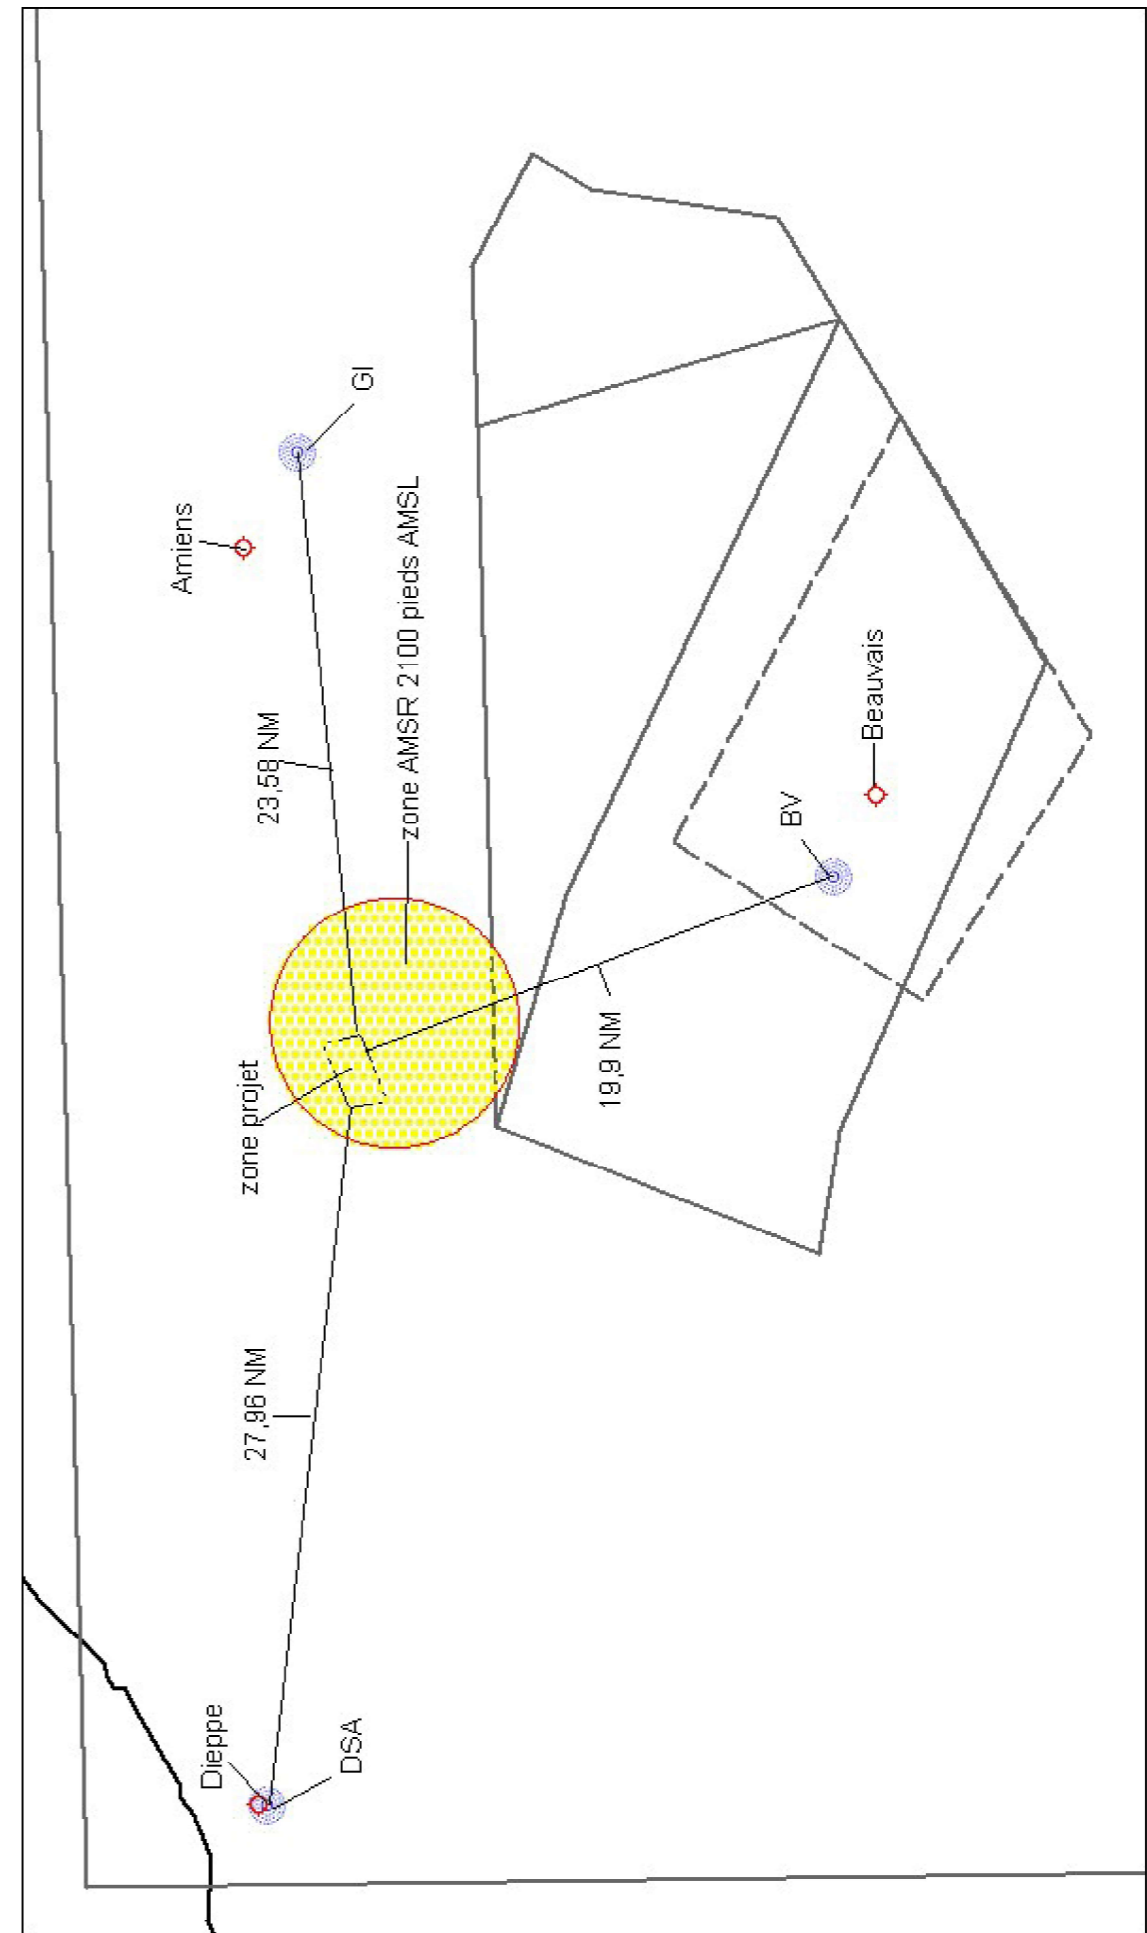 Dieppe
DSA
27,96 NM
zone projet
zone AMSR 2100 pieds AMSL
23,58 NM
Amiens
GI
19,9 NM
BV
Beauvais